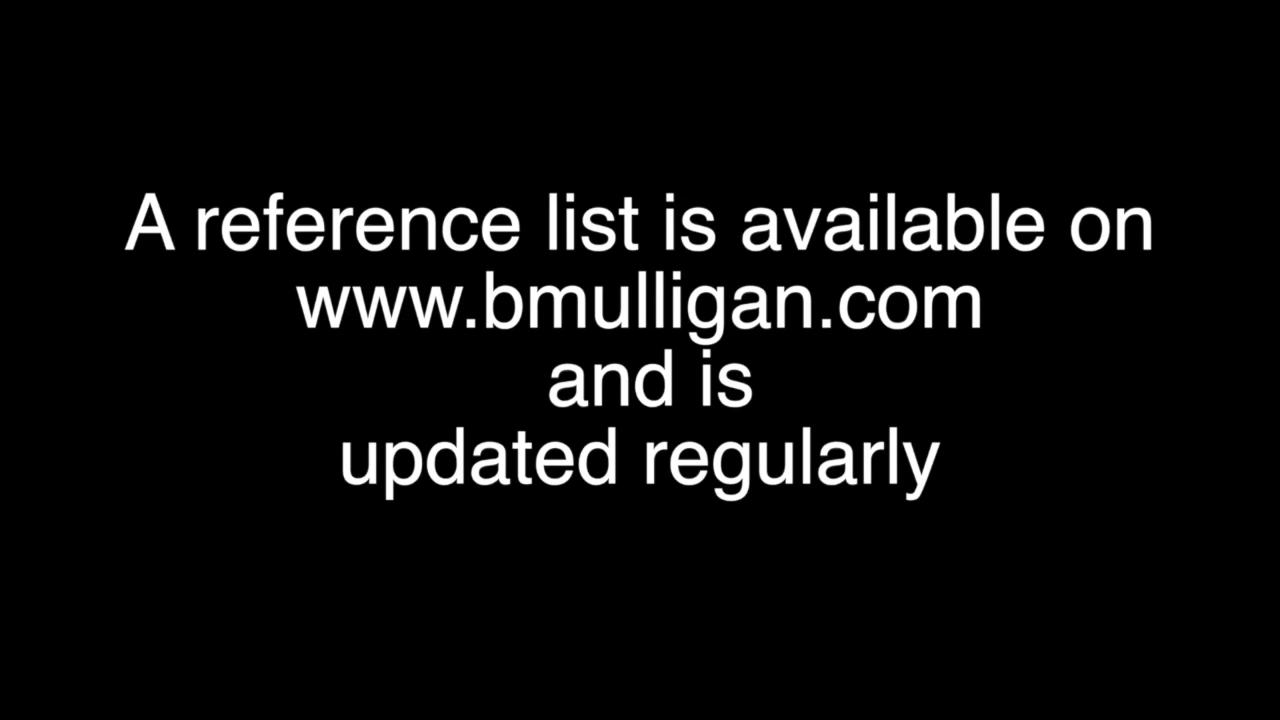 A reference list is available on
www.bmulligan.com
and is
updated regularly